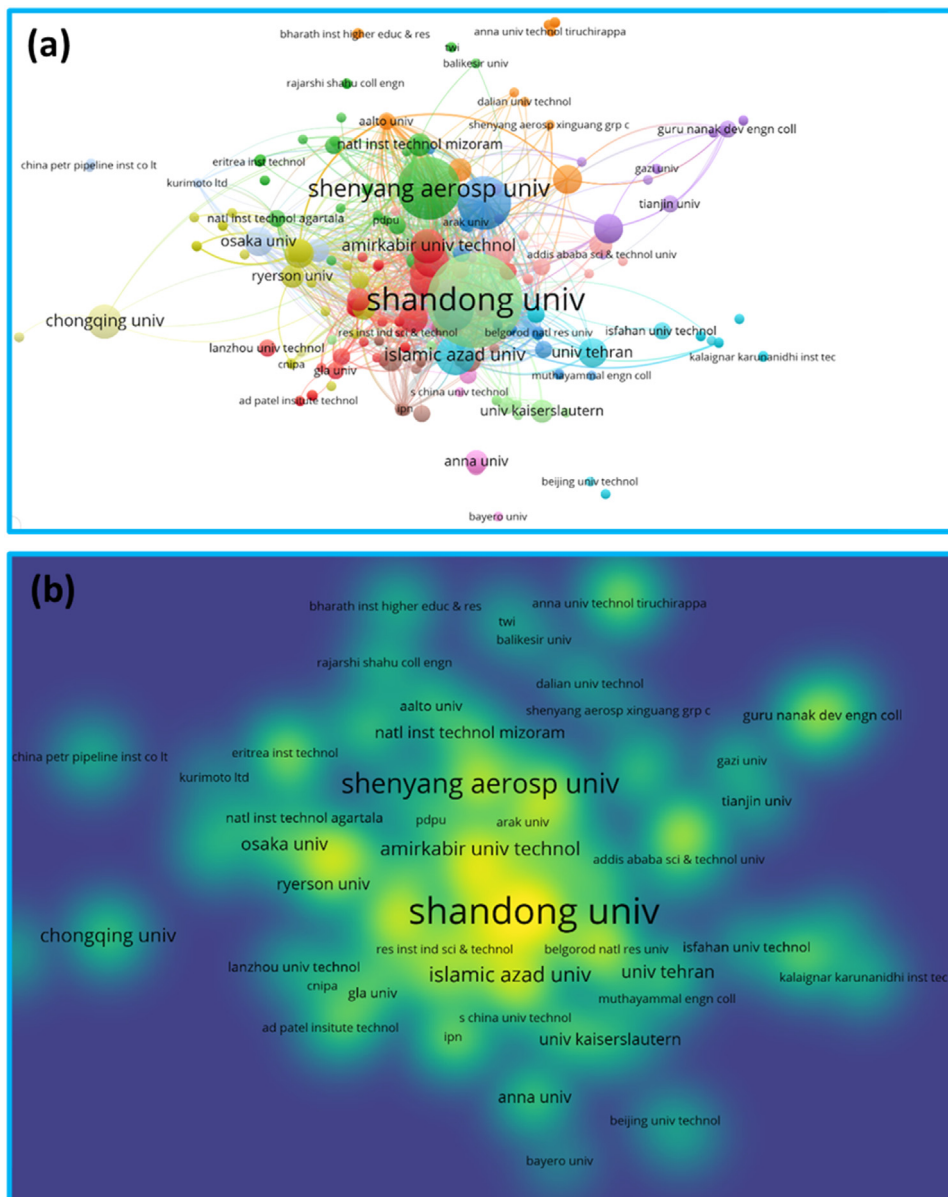 (a)
bharath inst higher educ & res
anna univ technol tiruchirappa
twi
balikesir univ
rajarshi shahu coll engn
dalian univ technol
aalto univ
shenyang aerosp xinguang grp c
guru nanak dev engn coll
natl inst technol mizoram
china petr pipeline inst co lt
eritrea inst technol
gazi univ
kurimoto ltd
shenyang aerosp univ
tianjin univ
natl inst technol agartala
pdpu
arak univ
osaka univ
amirkabir univ technol
addis ababa sci & technol univ
ryerson univ
shandong univ
chongqing univ
res inst ind sci & technol
belgorod natl res univ
isfahan univ technol
lanzhou univ technol
islamic azad univ
univ tehran
kalaignar karunanidhi inst tec
cnipa
gla univ
muthayammal engn coll
s china univ technol
ad patel insitute technol
ipn
univ kaiserslautern
anna univ
beijing univ technol
bayero univ
(b)
bharath inst higher educ & res
anna univ technol tiruchirappa
twi
balikesir univ
rajarshi shahu coll engn
dalian univ technol
aalto univ
shenyang aerosp xinguang grp c
guru nanak dev engn coll
natl inst technol mizoram
china petr pipeline inst co lt
eritrea inst technol
gazi univ
kurimoto ltd
shenyang aerosp univ
tianjin univ
natl inst technol agartala
pdpu
arak univ
osaka univ
amirkabir univ technol
addis ababa sci & technol univ
ryerson univ
shandong univ
chongqing univ
res inst ind sci & technol
belgorod natl res univ
isfahan univ technol
lanzhou univ technol
islamic azad univ
univ tehran
kalaignar karunanidhi inst tec
cnipa
gla univ
muthayammal engn coll
s china univ technol
ad patel insitute technol
ipn
univ kaiserslautern
anna univ
beijing univ technol
bayero univ